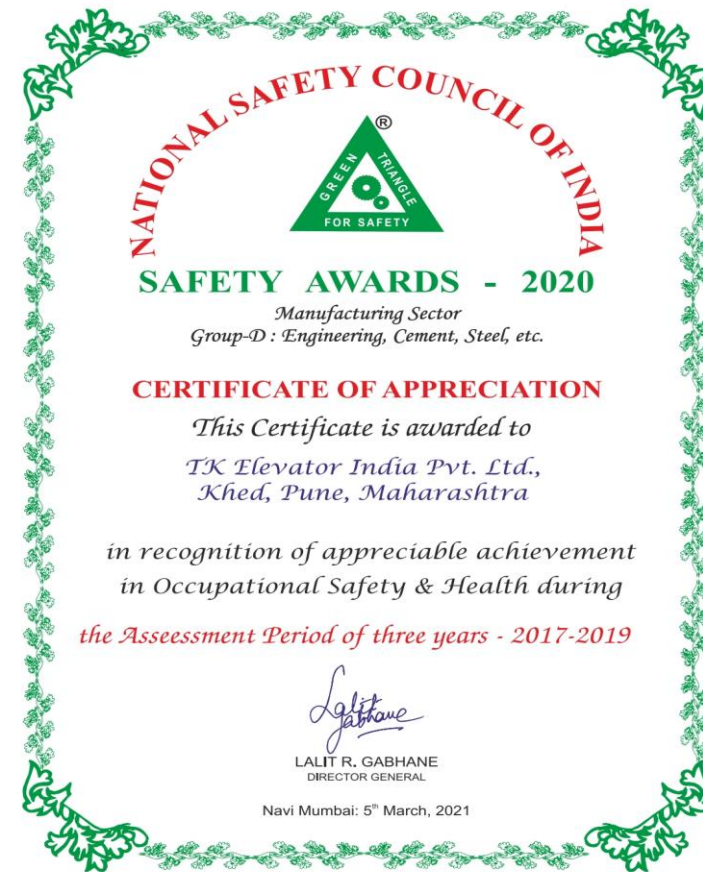 NATIONAL SAFETY COUNCIL OF INDIA
®
GREEN TRIANGLE
FOR SAFETY
SAFETY AWARDS - 2020
Manufacturing Sector
Group-D : Engineering, Cement, Steel, etc.
CERTIFICATE OF APPRECIATION
This Certificate is awarded to
TK Elevator India Pvt. Ltd.,
Khed, Pune, Maharashtra
in recognition of appreciable achievement
in Occupational Safety & Health during
the Asseessment Period of three years - 2017-2019
Lalit
Gabhane
LALIT R. GABHANE
DIRECTOR GENERAL
Navi Mumbai: 5th March, 2021